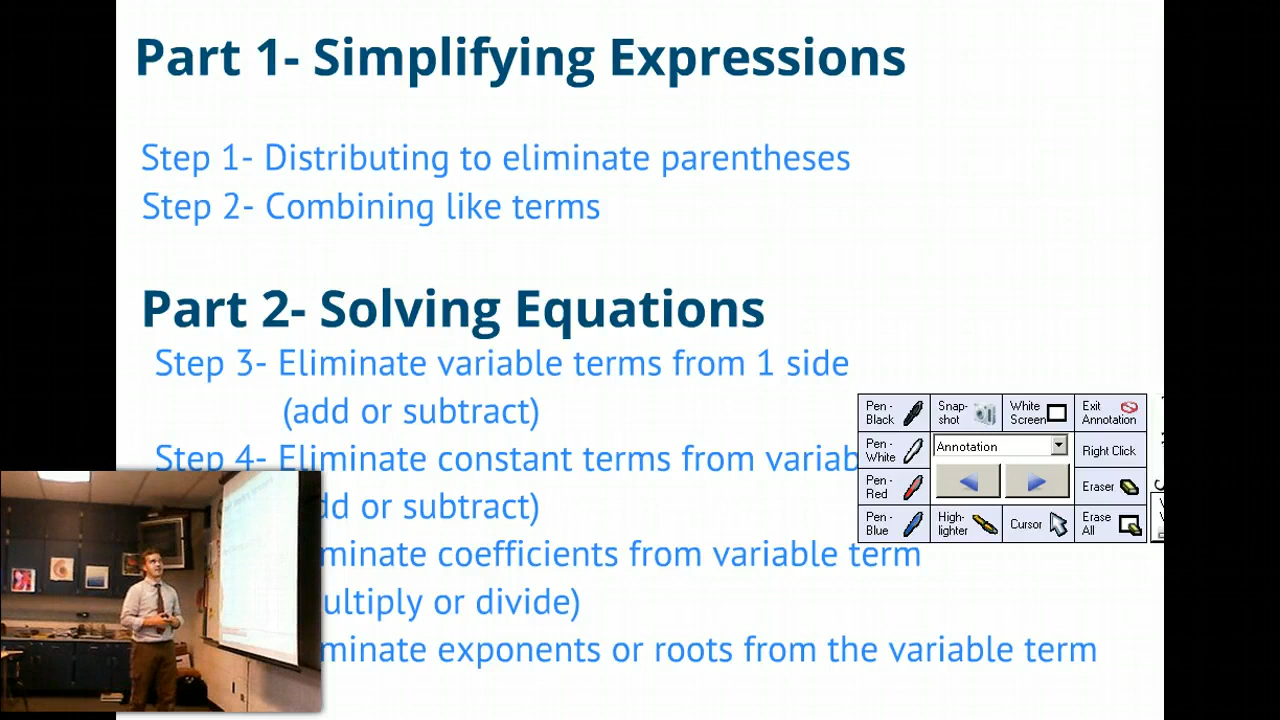 Part 1- Simplifying Expressions
Step 1- Distributing to eliminate parentheses
Step 2- Combining like terms
Part 2- Solving Equations
Step 3- Eliminate variable terms from 1 side
(add or subtract)
Step 4- Eliminate constant terms from variab
dd or subtract)
minate coefficients from variable term
ultiply or divide)
minate exponents or roots from the variable term
Pen - Black
Snap-shot
White Screen
Exit Annotation
Pen - White
Annotation
Right Click
Pen - Red
Eraser
Pen - Blue
High-lighter
Cursor
Erase All